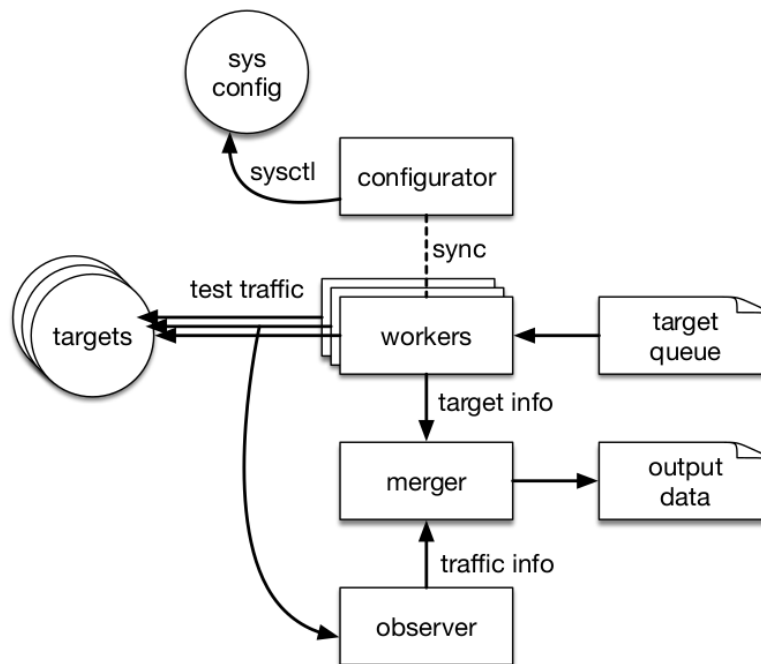 sys
config
sysctl
configurator
sync
test traffic
targets
workers
target
queue
target info
merger
output
data
traffic info
observer